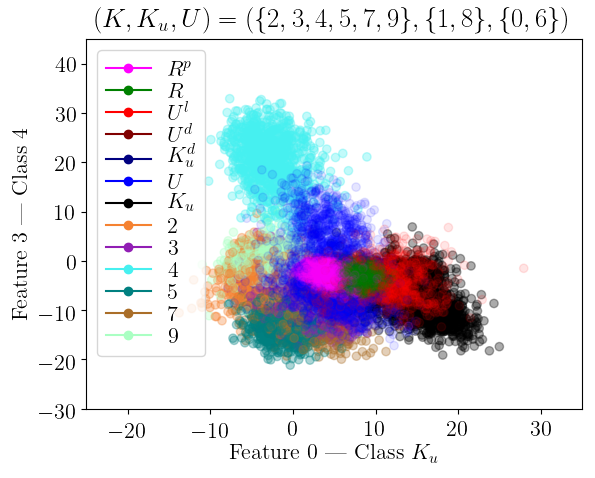 (K, K_u, U) = ({2, 3, 4, 5, 7, 9}, {1, 8}, {0, 6})
Feature 3 — Class 4
40
30
20
10
0
−10
−20
−30
R^p
R
U^l
U^d
K_u^d
U
K_u
2
3
4
5
7
9
−20
−10
0
10
20
30
Feature 0 — Class K_u